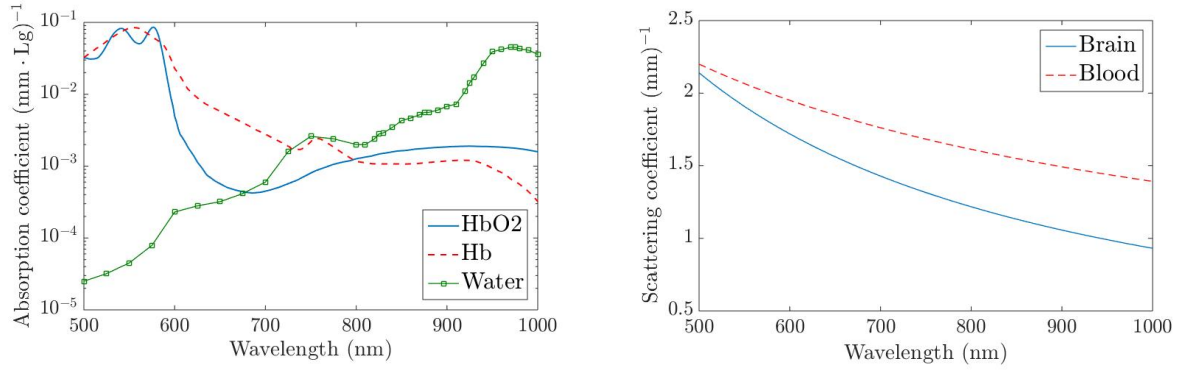 Absorption coefficient (mm · Lg)⁻¹
10⁻¹
10⁻²
10⁻³
10⁻⁴
10⁻⁵
HbO2
Hb
Water
500 600 700 800 900 1000
Wavelength (nm)
Scattering coefficient (mm)⁻¹
2.5
2
1.5
1
0.5
Brain
Blood
500 600 700 800 900 1000
Wavelength (nm)